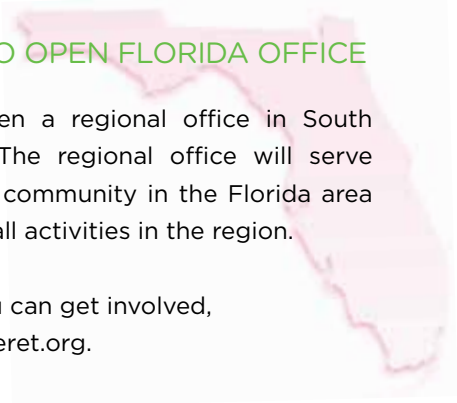 O OPEN FLORIDA OFFICE
en a regional office in South
The regional office will serve
community in the Florida area
all activities in the region.
can get involved,
eret.org.